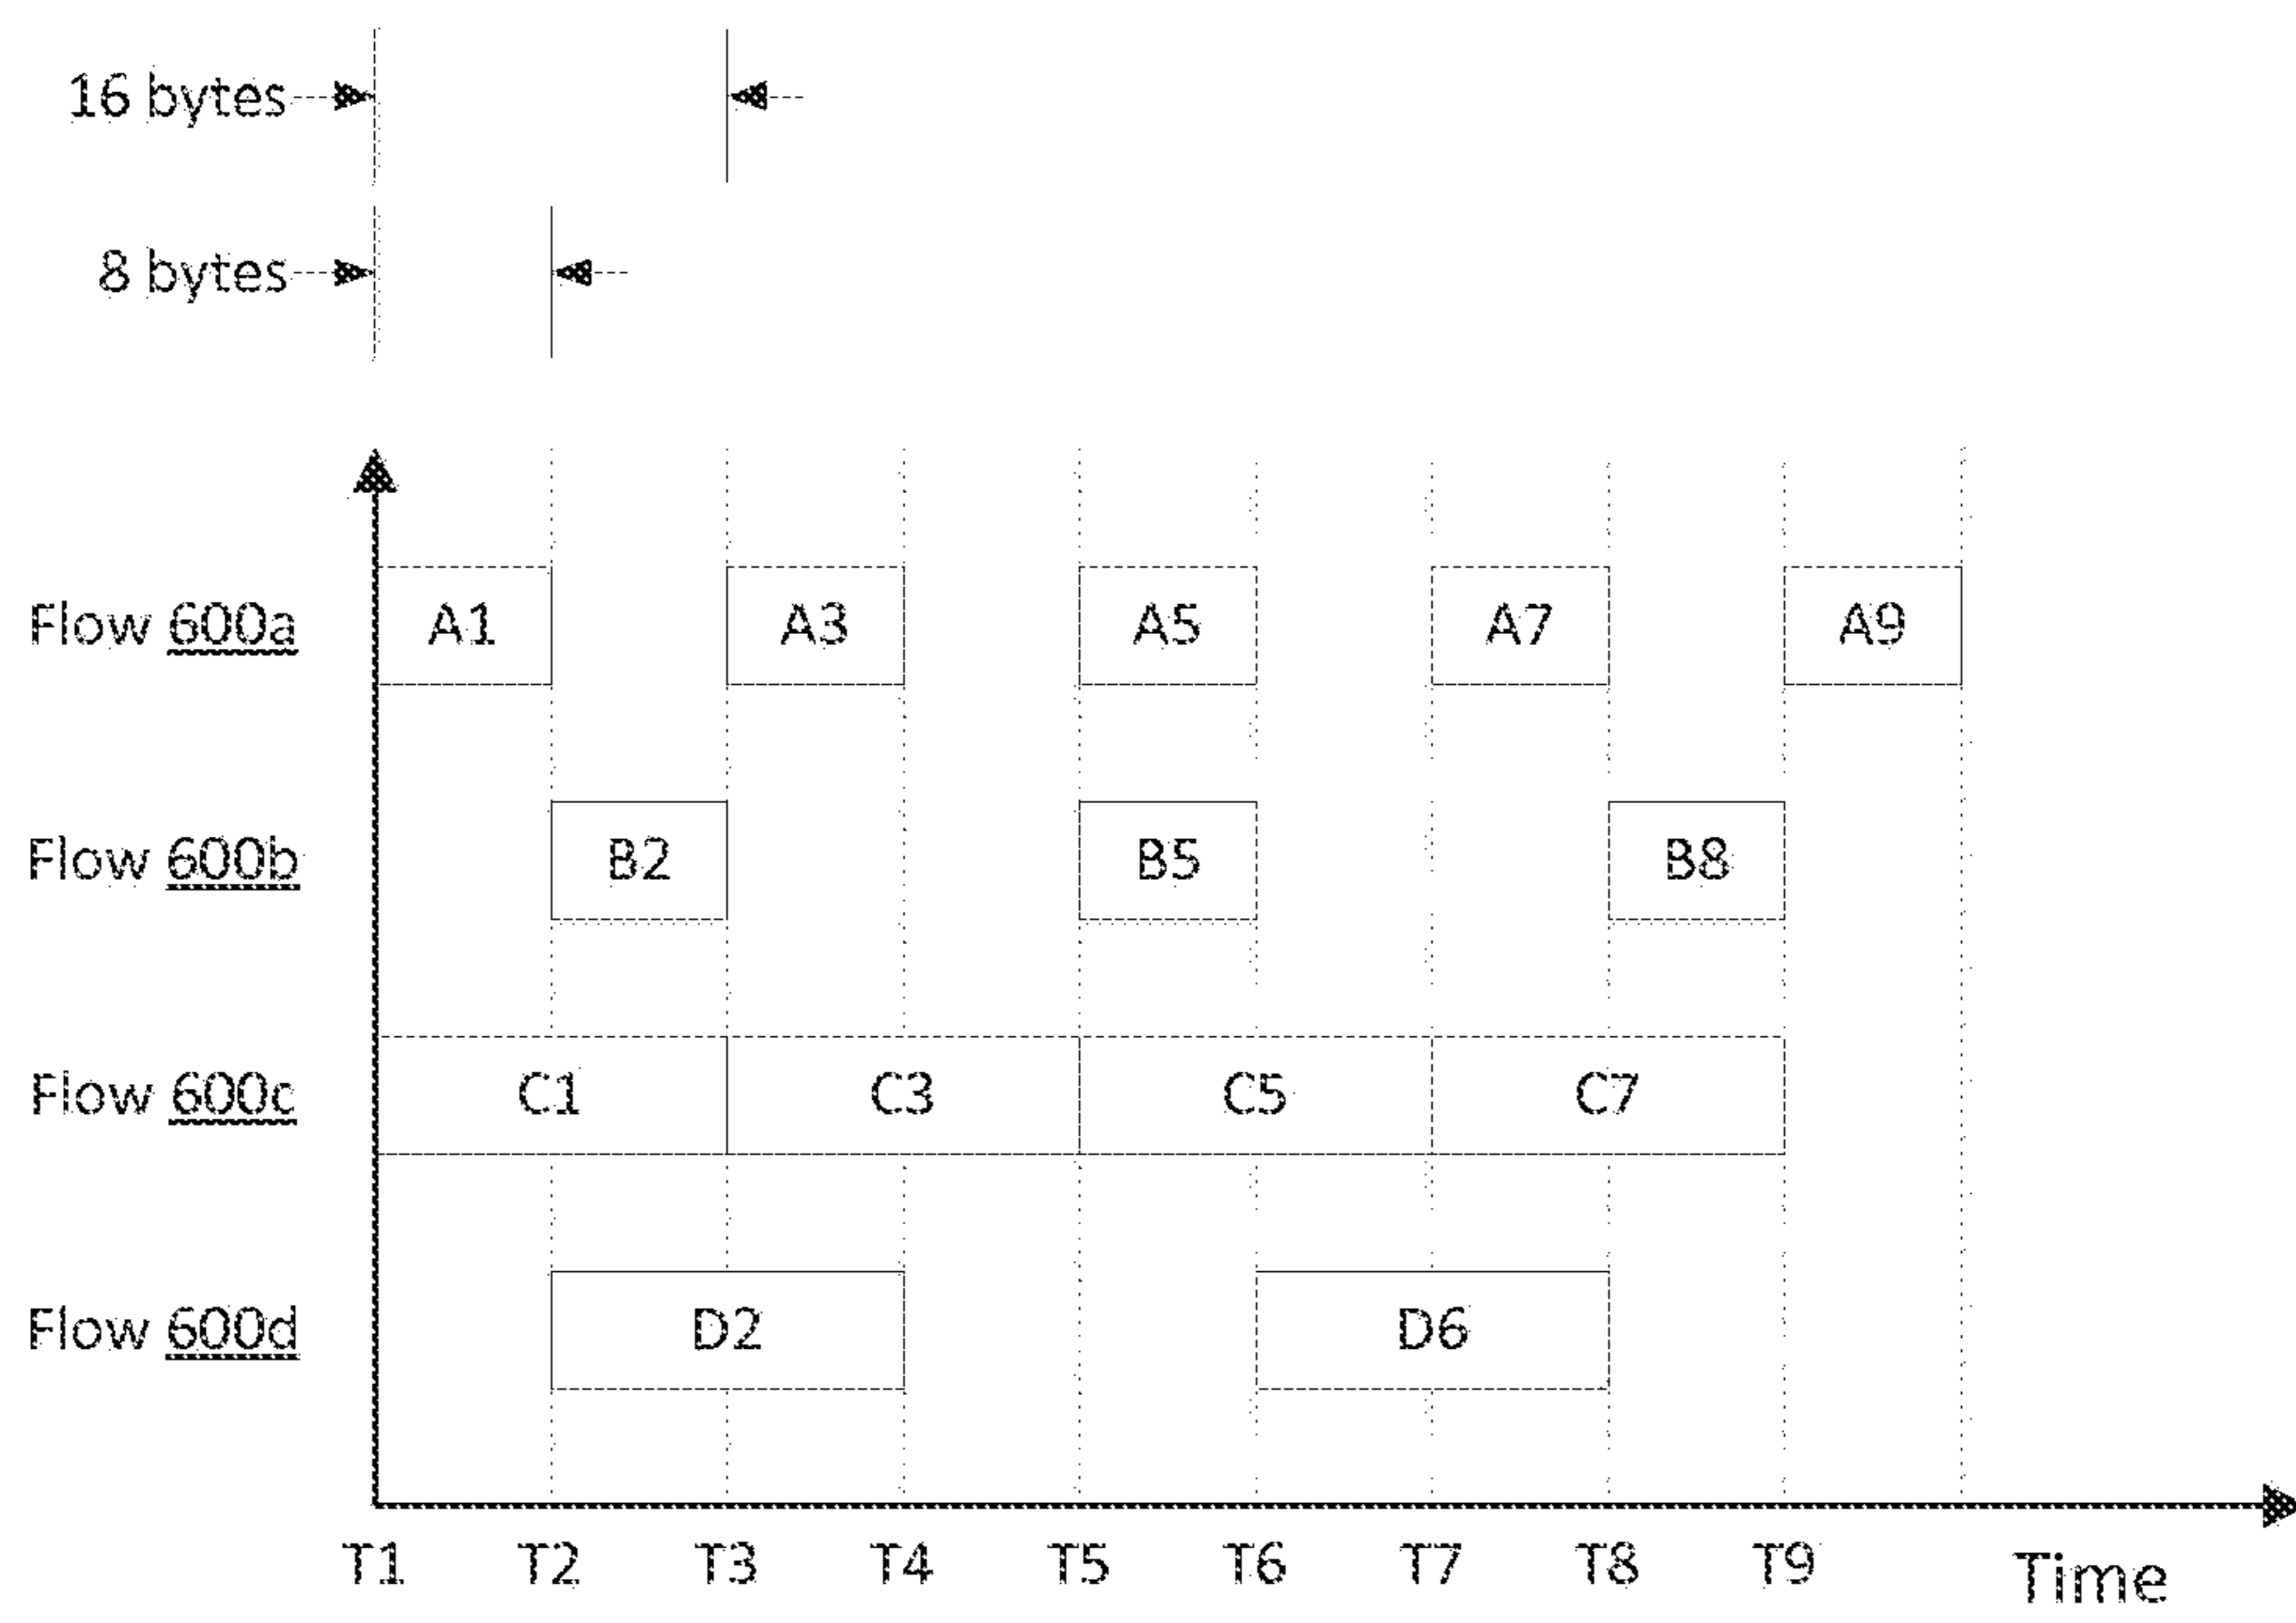 16 bytes
8 bytes
Flow 600a A1 A3 A5 A7 A9
Flow 600b B2 B5 B8
Flow 600c C1 C3 C5 C7
Flow 600d D2 D6
T1 T2 T3 T4 T5 T6 T7 T8 T9 Time